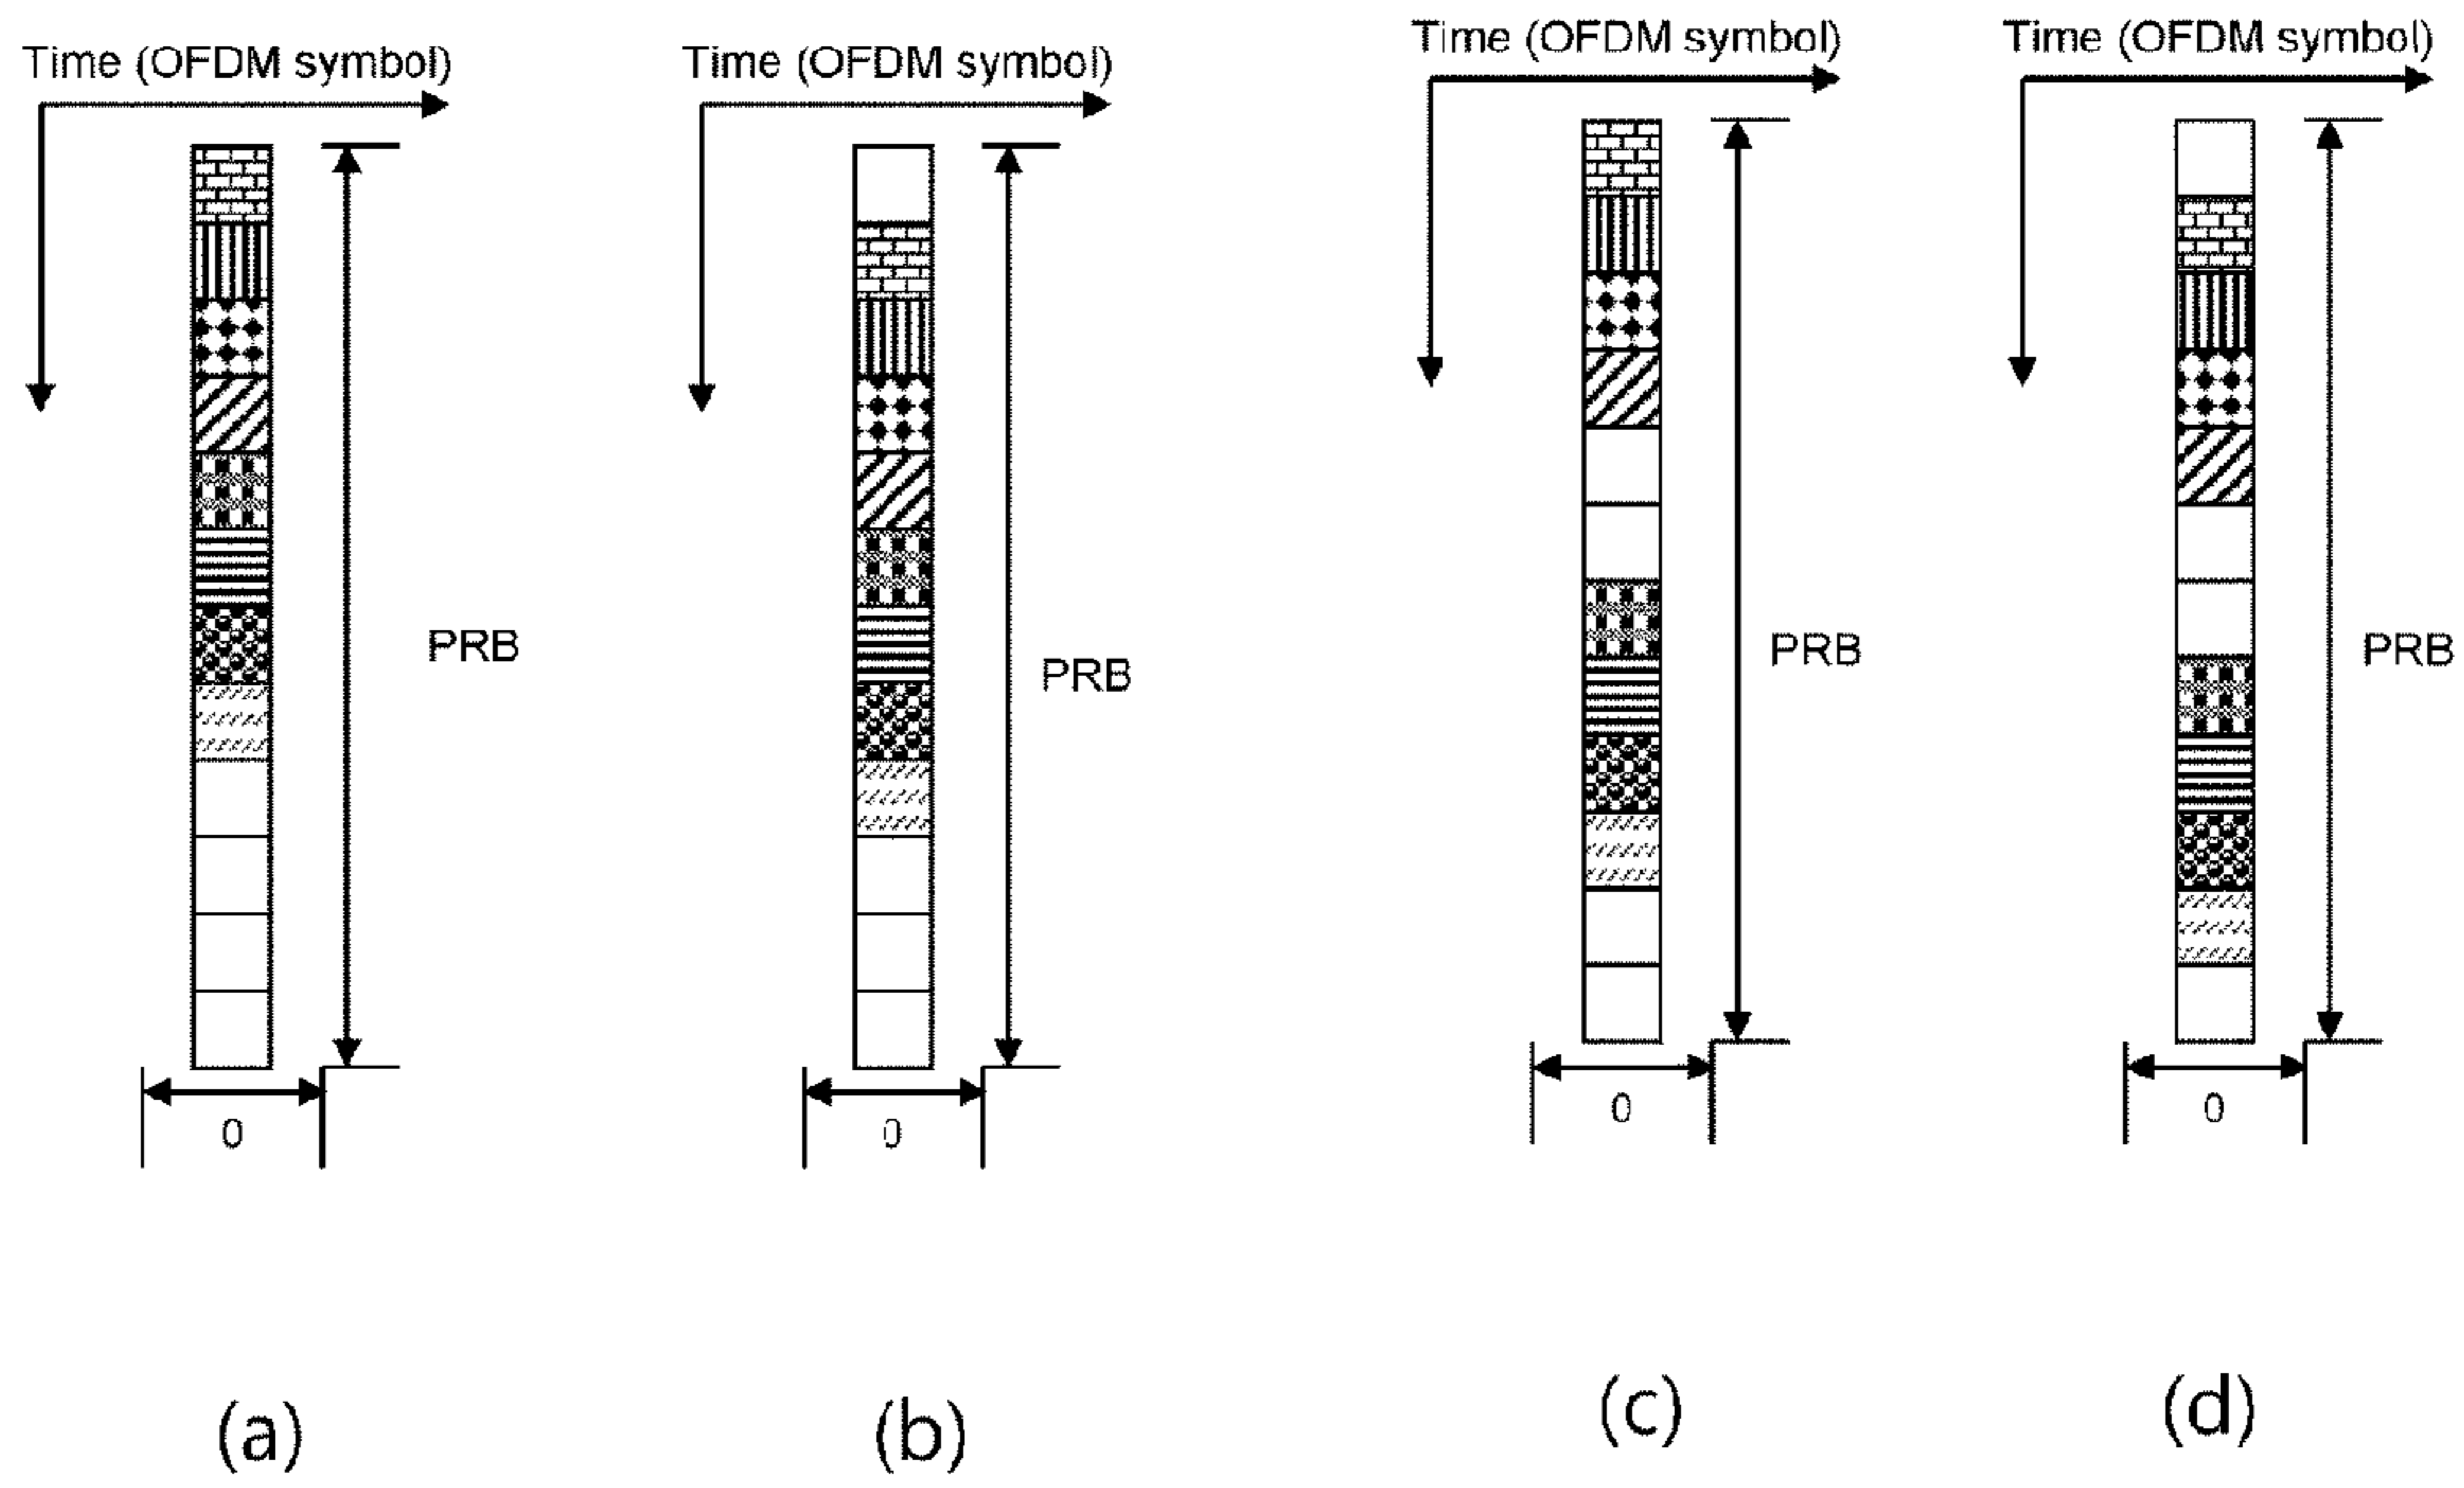 Time (OFDM symbol)
Time (OFDM symbol)
Time (OFDM symbol)
Time (OFDM symbol)
PRB
PRB
PRB
PRB
0
0
0
0
(a)
(b)
(c)
(d)